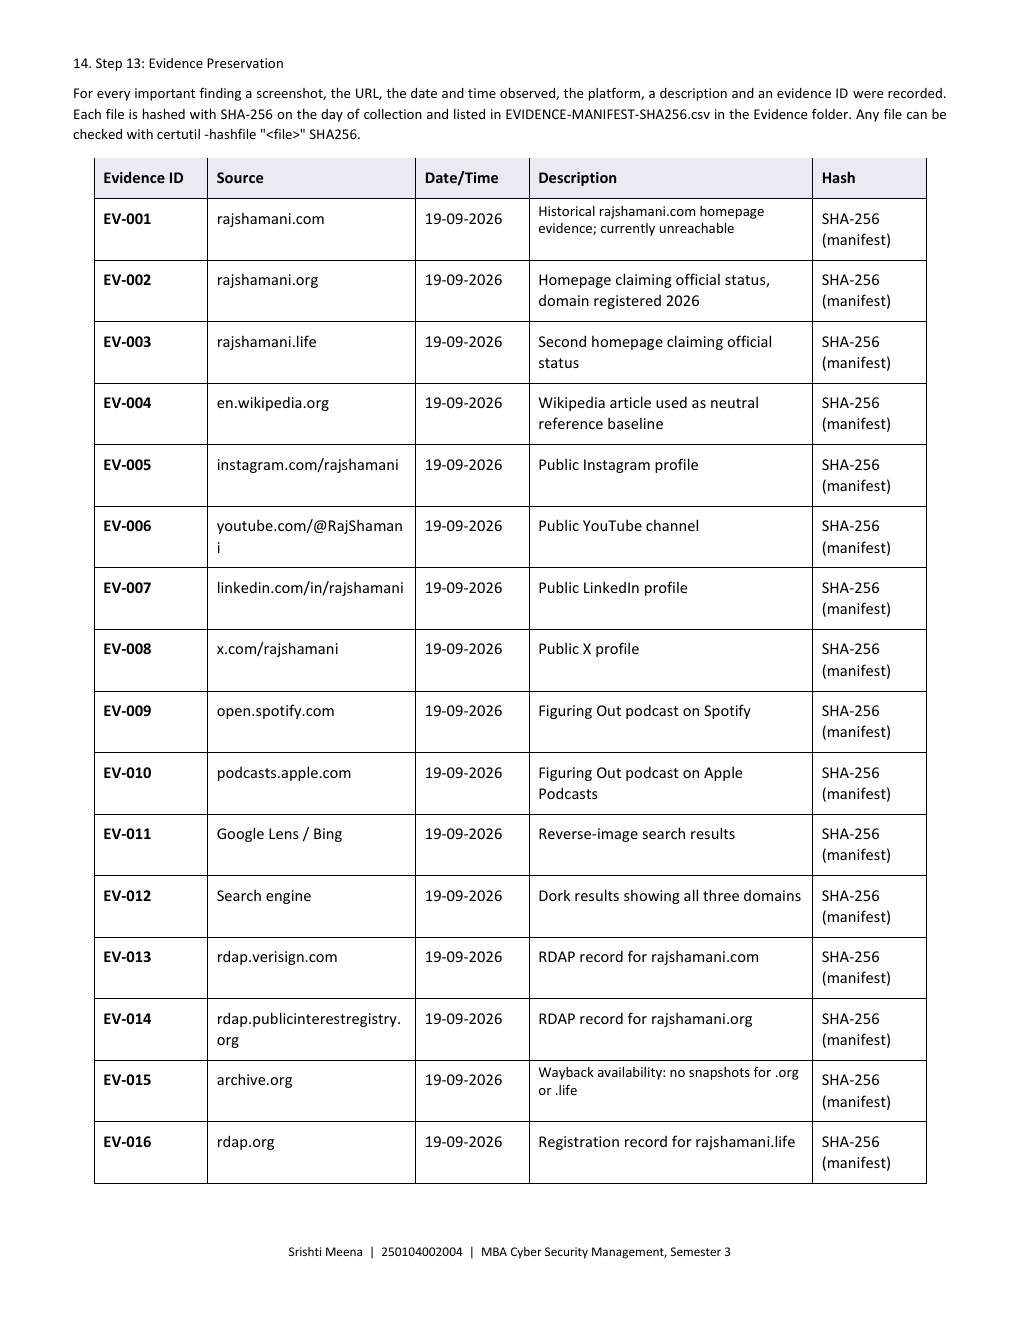 14. Step 13: Evidence Preservation
For every important finding a screenshot, the URL, the date and time observed, the platform, a description and an evidence ID were recorded.
Each file is hashed with SHA-256 on the day of collection and listed in EVIDENCE-MANIFEST-SHA256.csv in the Evidence folder. Any file can be
checked with certutil -hashfile "<file>" SHA256.
Evidence ID Source Date/Time Description Hash
EV-001 rajshamani.com 19-09-2026 Historical rajshamani.com homepage SHA-256
evidence; currently unreachable (manifest)
EV-002 rajshamani.org 19-09-2026 Homepage claiming official status, SHA-256
domain registered 2026 (manifest)
EV-003 rajshamani.life 19-09-2026 Second homepage claiming official SHA-256
status (manifest)
EV-004 en.wikipedia.org 19-09-2026 Wikipedia article used as neutral SHA-256
reference baseline (manifest)
EV-005 instagram.com/rajshamani 19-09-2026 Public Instagram profile SHA-256
(manifest)
EV-006 youtube.com/@RajShaman 19-09-2026 Public YouTube channel SHA-256
i (manifest)
EV-007 linkedin.com/in/rajshamani 19-09-2026 Public LinkedIn profile SHA-256
(manifest)
EV-008 x.com/rajshamani 19-09-2026 Public X profile SHA-256
(manifest)
EV-009 open.spotify.com 19-09-2026 Figuring Out podcast on Spotify SHA-256
(manifest)
EV-010 podcasts.apple.com 19-09-2026 Figuring Out podcast on Apple SHA-256
Podcasts (manifest)
EV-011 Google Lens / Bing 19-09-2026 Reverse-image search results SHA-256
(manifest)
EV-012 Search engine 19-09-2026 Dork results showing all three domains SHA-256
(manifest)
EV-013 rdap.verisign.com 19-09-2026 RDAP record for rajshamani.com SHA-256
(manifest)
EV-014 rdap.publicinterestregistry. 19-09-2026 RDAP record for rajshamani.org SHA-256
org (manifest)
EV-015 archive.org 19-09-2026 Wayback availability: no snapshots for .org SHA-256
or .life (manifest)
EV-016 rdap.org 19-09-2026 Registration record for rajshamani.life SHA-256
(manifest)
Srishti Meena | 250104002004 | MBA Cyber Security Management, Semester 3